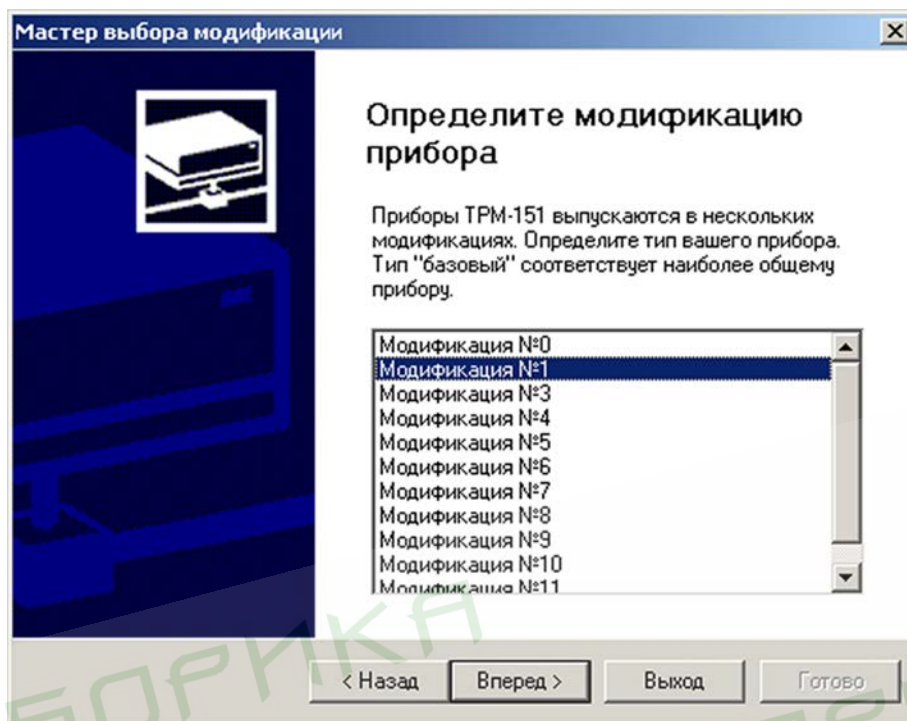 Мастер выбора модификации
Определите модификацию
прибора
Приборы ТРМ-151 выпускаются в нескольких
модификациях. Определите тип вашего прибора.
Тип "базовый" соответствует наиболее общему
прибору.
Модификация №0
Модификация №1
Модификация №3
Модификация №4
Модификация №5
Модификация №6
Модификация №7
Модификация №8
Модификация №9
Модификация №10
Модификация №11
< Назад
Вперед >
Выход
Готово